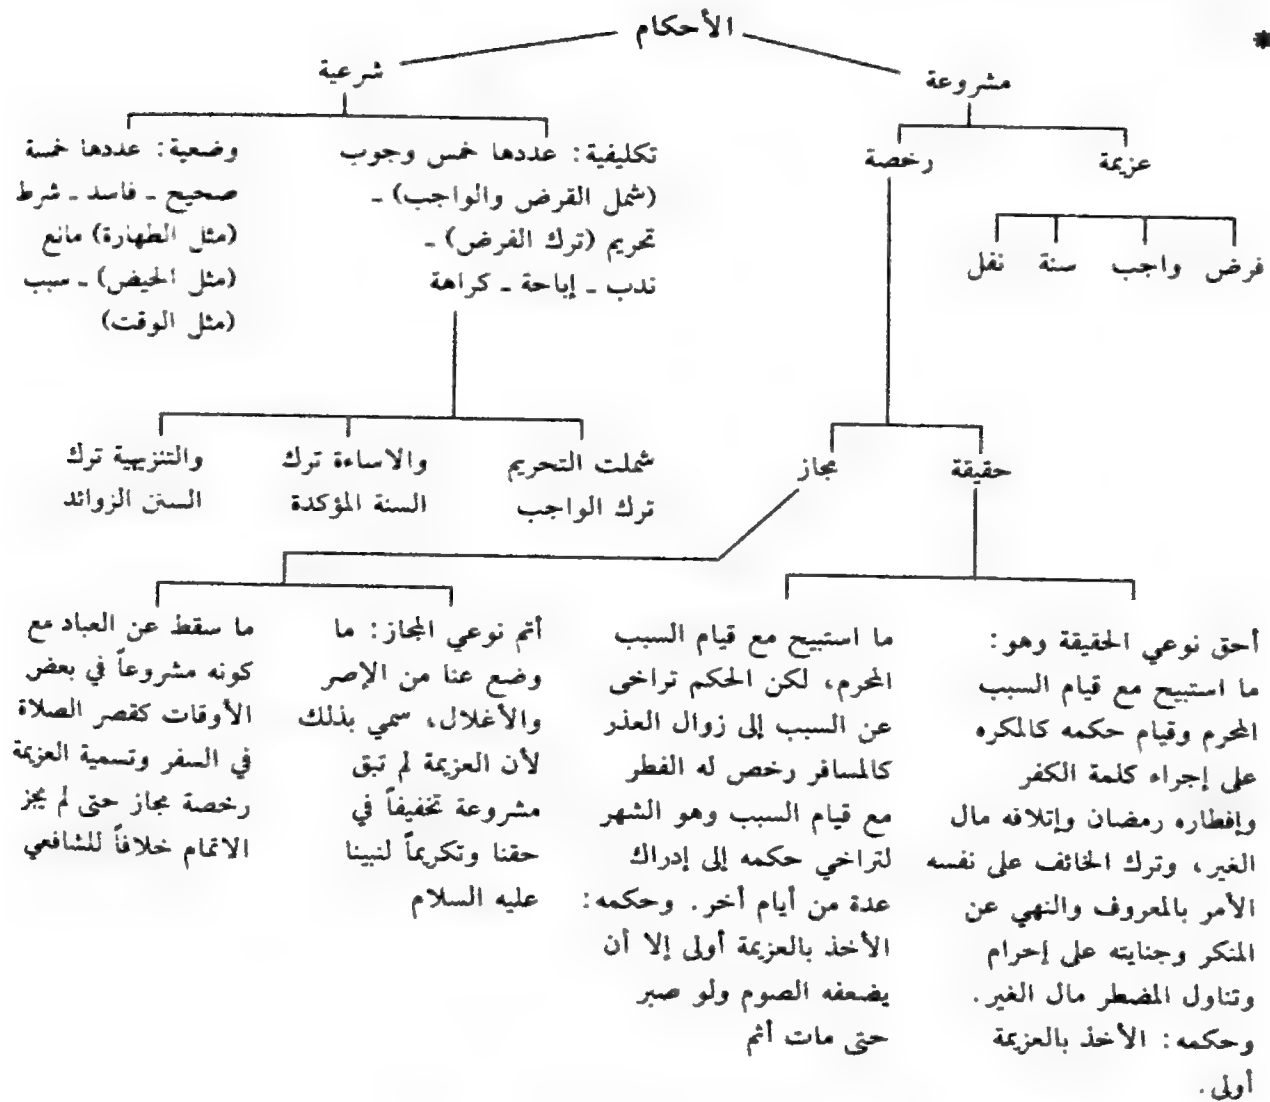 *
الأحكام
مشروعة
شرعية
عزيمة
رخصة
فرض واجب سنة نفل
تكليفية: عددها خمس وجوب
(شمل القرض والواجب) ـ
تحريم (ترك الفرض) ـ
ندب ـ إباحة ـ كراهة
وضعية: عددها خمسة
صحيح ـ فاسد ـ شرط
(مثل الطهارة) مانع
(مثل الحيض) ـ سبب
(مثل الوقت)
حقيقة
مجاز
شملت التحريم
ترك الواجب
والاساءة ترك
السنة المؤكدة
والتنزيهية ترك
السنن الزوائد
أحق نوعي الحقيقة وهو:
ما استبيح مع قيام السبب
المحرم وقيام حكمه كالمكره
على إجراء كلمة الكفر
وإفطاره رمضان وإتلافه مال
الغير، وترك الخائف على نفسه
الأمر بالمعروف والنهي عن
المنكر وجنايته على إحرام
وتناول المضطر مال الغير.
وحكمه: الأخذ بالعزيمة
أولى.
ما استبيح مع قيام السبب
المحرم، لكن الحكم تراخى
عن السبب إلى زوال العذر
كالمسافر رخص له الفطر
مع قيام السبب وهو الشهر
لتراخي حكمه إلى إدراك
عدة من أيام أخر. وحكمه:
الأخذ بالعزيمة أولى إلا أن
يضعفه الصوم ولو صبر
حتى مات أثم
أتم نوعي المجاز: ما
وضع عنا من الإصر
والأغلال، سمي بذلك
لأن العزيمة لم تبق
مشروعة تخفيفاً في
حقنا وتكريماً لنبينا
عليه السلام
ما سقط عن العباد مع
كونه مشروعاً في بعض
الأوقات كقصر الصلاة
في السفر وتسمية العزيمة
رخصة مجاز حتى لم يجز
الاتمام خلافاً للشافعي